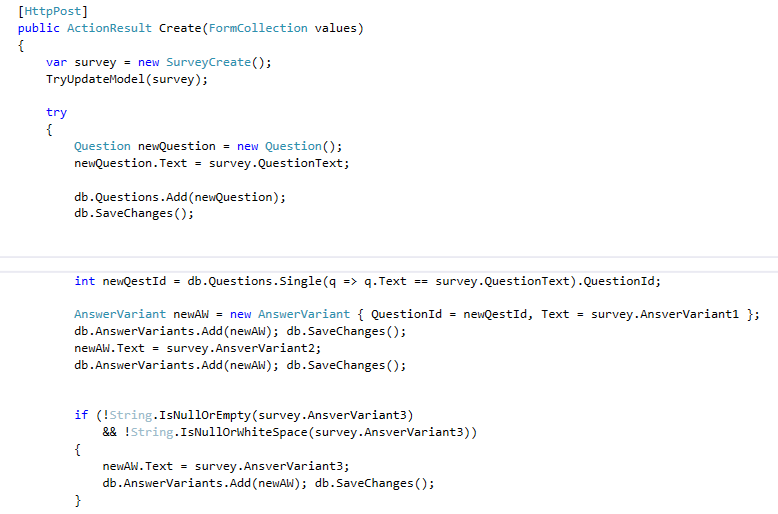 [HttpPost]
public ActionResult Create(FormCollection values)
{
    var survey = new SurveyCreate();
    TryUpdateModel(survey);

    try
    {
        Question newQuestion = new Question();
        newQuestion.Text = survey.QuestionText;

        db.Questions.Add(newQuestion);
        db.SaveChanges();

        int newQestId = db.Questions.Single(q => q.Text == survey.QuestionText).QuestionId;

        AnswerVariant newAW = new AnswerVariant { QuestionId = newQestId, Text = survey.AnsverVariant1 };
        db.AnswerVariants.Add(newAW); db.SaveChanges();
        newAW.Text = survey.AnsverVariant2;
        db.AnswerVariants.Add(newAW); db.SaveChanges();

        if (!String.IsNullOrEmpty(survey.AnsverVariant3)
            && !String.IsNullOrWhiteSpace(survey.AnsverVariant3))
        {
            newAW.Text = survey.AnsverVariant3;
            db.AnswerVariants.Add(newAW); db.SaveChanges();
        }